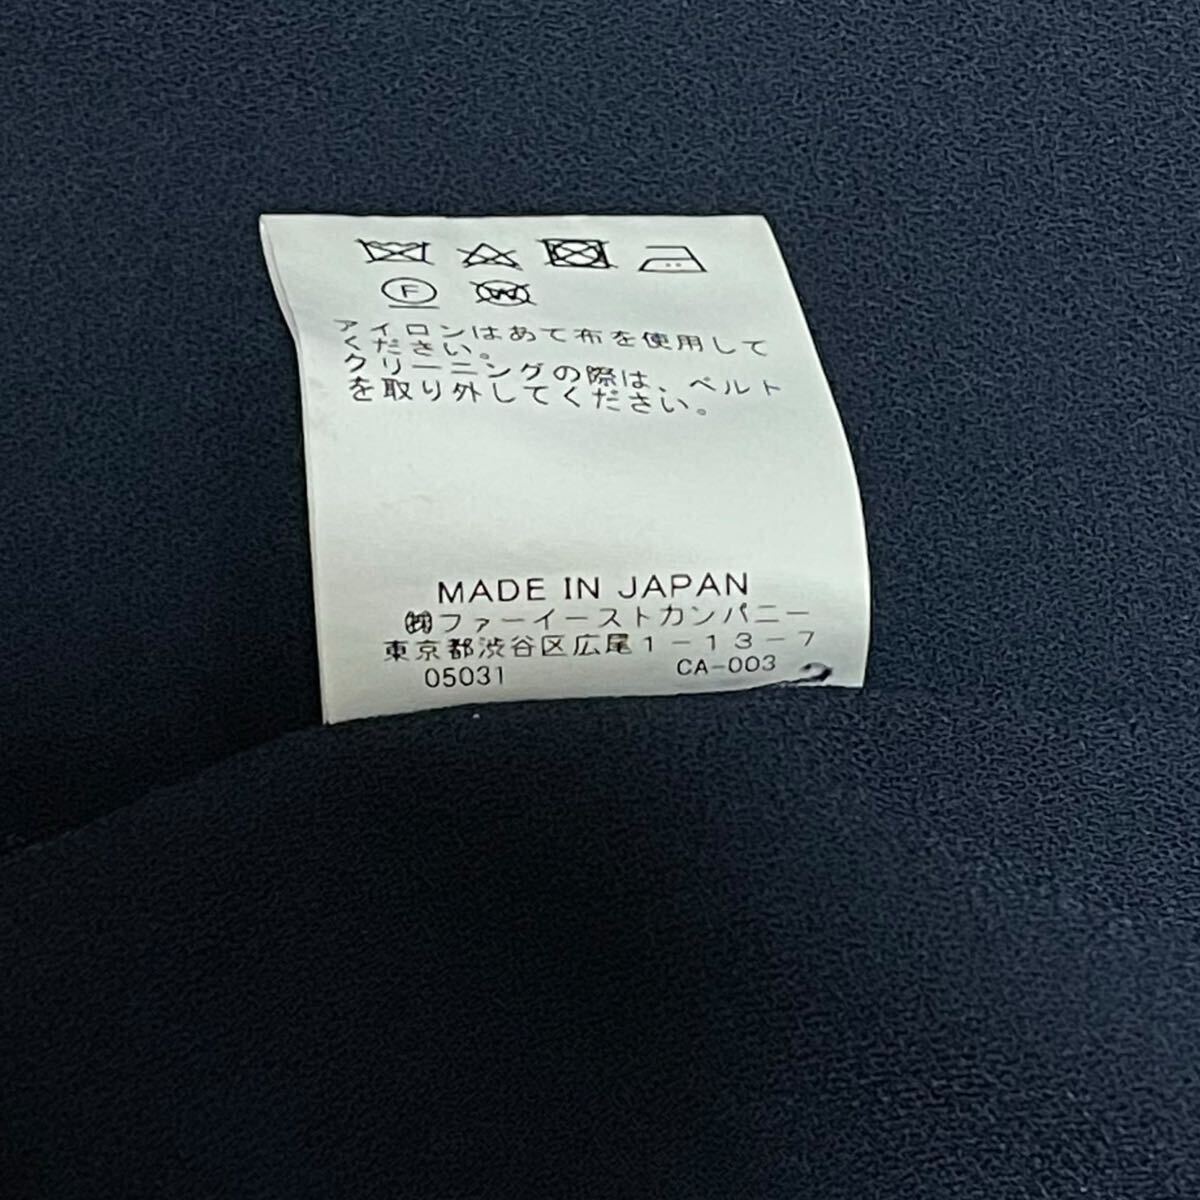 F W
アイロンはあて布を使用して
ください。
クリーニングの際は、ベルト
を取り外してください。
MADE IN JAPAN
㈱ファーイーストカンパニー
東京都渋谷区広尾1-13-7
05031 CA-003